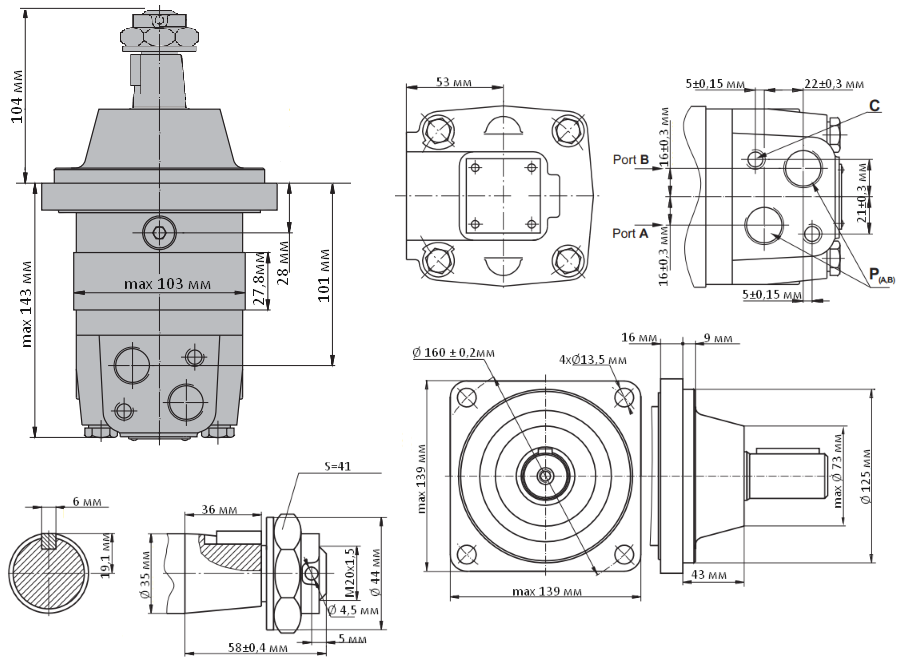 104 мм
max 143 мм
max 103 мм
27,8мм
28 мм
101 мм
53 мм
5±0,15 мм
22±0,3 мм
16±0,3 мм
C
Port B
Port A
16±0,3 мм
21±0,3 мм
P(A,B)
5±0,15 мм
Ø 160 ± 0,2мм
4xØ13,5 мм
max 139 мм
max 139 мм
16 мм
9 мм
max Ø 73 мм
Ø 125 мм
43 мм
6 мм
19,1 мм
S=41
36 мм
Ø 35 мм
M20x1,5
Ø 44 мм
Ø 4,5 мм
5 мм
58±0,4 мм